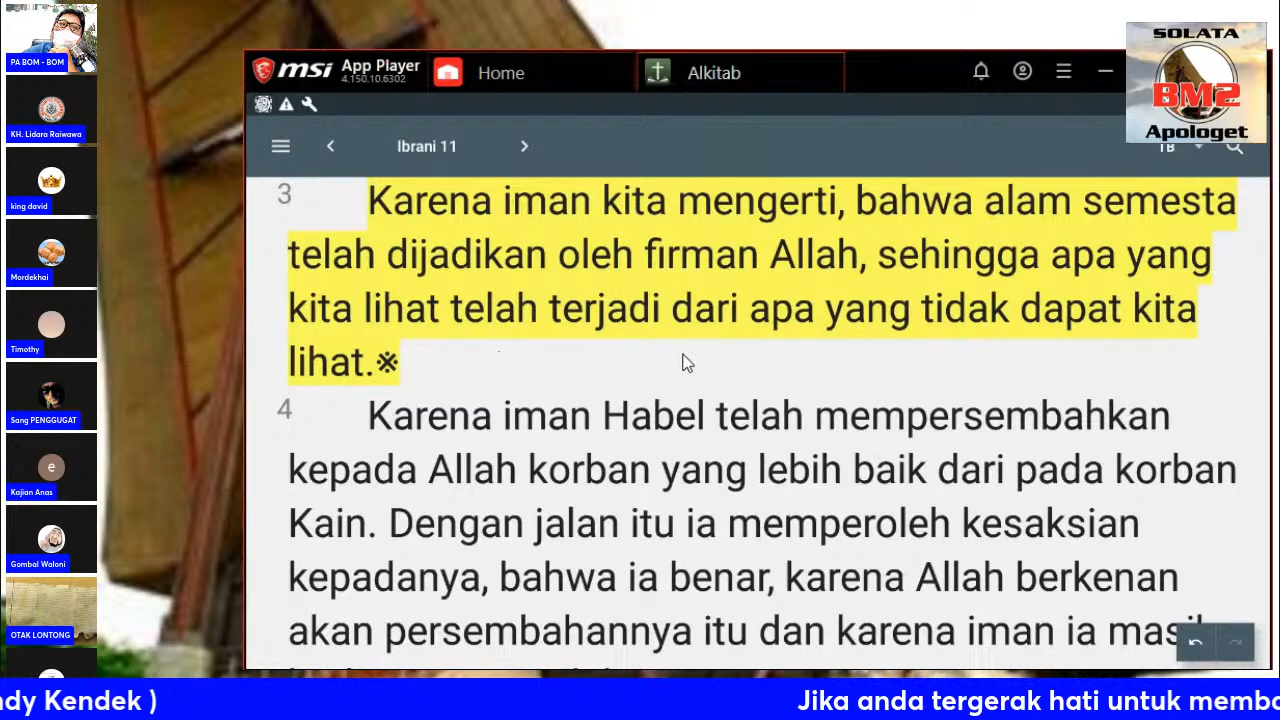 PA BOM - BOM
KH. Lidara Raiwawa
king david
Mordekhai
Timothy
Sang PENGGUGAT
e
Kajian Anas
Gombal Waloni
OTAK LONTONG
msi App Player
4.150.10.6302
Home
Alkitab
SOLATA
BM2
Apologet
Ibrani 11
TB
3 Karena iman kita mengerti, bahwa alam semesta
telah dijadikan oleh firman Allah, sehingga apa yang
kita lihat telah terjadi dari apa yang tidak dapat kita
lihat.※
4 Karena iman Habel telah mempersembahkan
kepada Allah korban yang lebih baik dari pada korban
Kain. Dengan jalan itu ia memperoleh kesaksian
kepadanya, bahwa ia benar, karena Allah berkenan
akan persembahannya itu dan karena iman ia
ndy Kendek )
Jika anda tergerak hati untuk